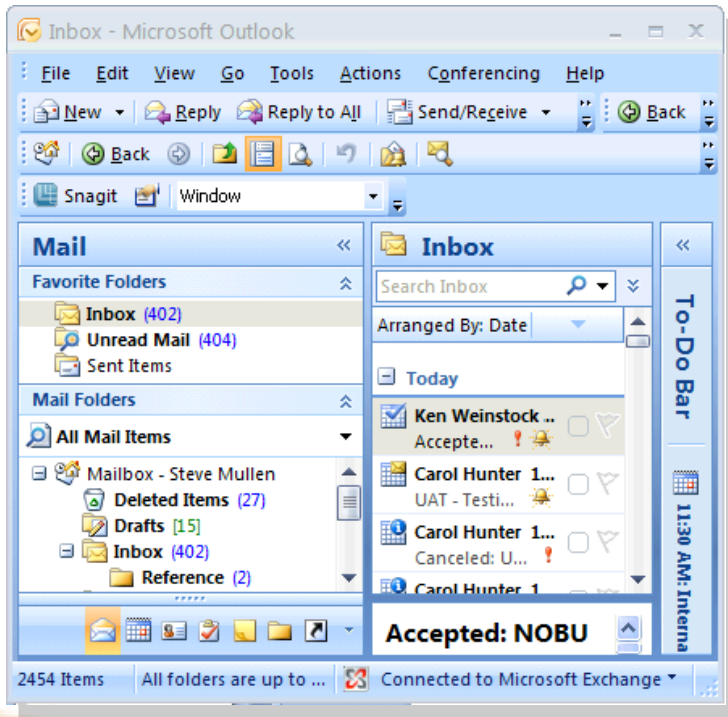 Inbox - Microsoft Outlook
File Edit View Go Tools Actions Conferencing Help
New Reply Reply to All Send/Receive Back
Back
Snagit Window
Mail
Favorite Folders
Inbox (402)
Unread Mail (404)
Sent Items
Mail Folders
All Mail Items
Mailbox - Steve Mullen
Deleted Items (27)
Drafts [15]
Inbox (402)
Reference (2)
Inbox
Search Inbox
Arranged By: Date
Today
Ken Weinstock ...
Accepte...
Carol Hunter 1...
UAT - Testi...
Carol Hunter 1...
Canceled: U...
Carol Hunter 1
Accepted: NOBU
To-Do Bar
11:30 AM: Interna
2454 Items All folders are up to ... Connected to Microsoft Exchange